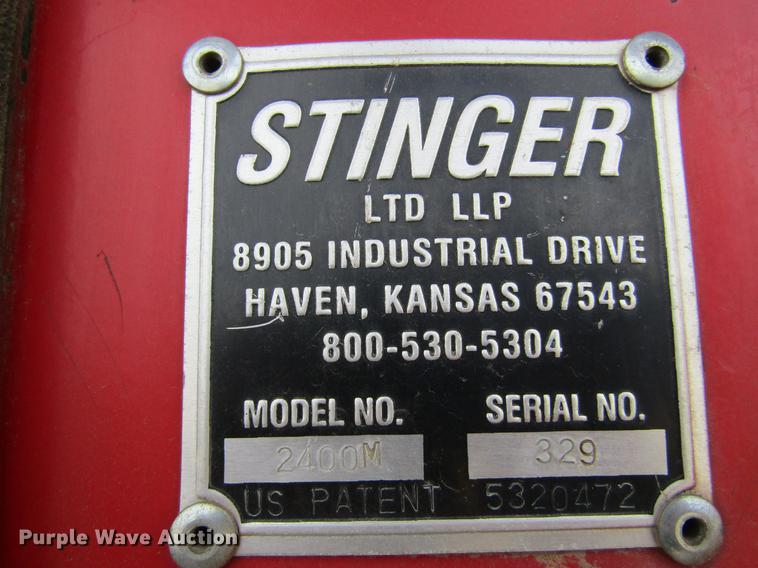 STINGER
LTD LLP
8905 INDUSTRIAL DRIVE
HAVEN, KANSAS 67543
800-530-5304
MODEL NO. SERIAL NO.
2400M 329
US PATENT 5320472
Purple Wave Auction